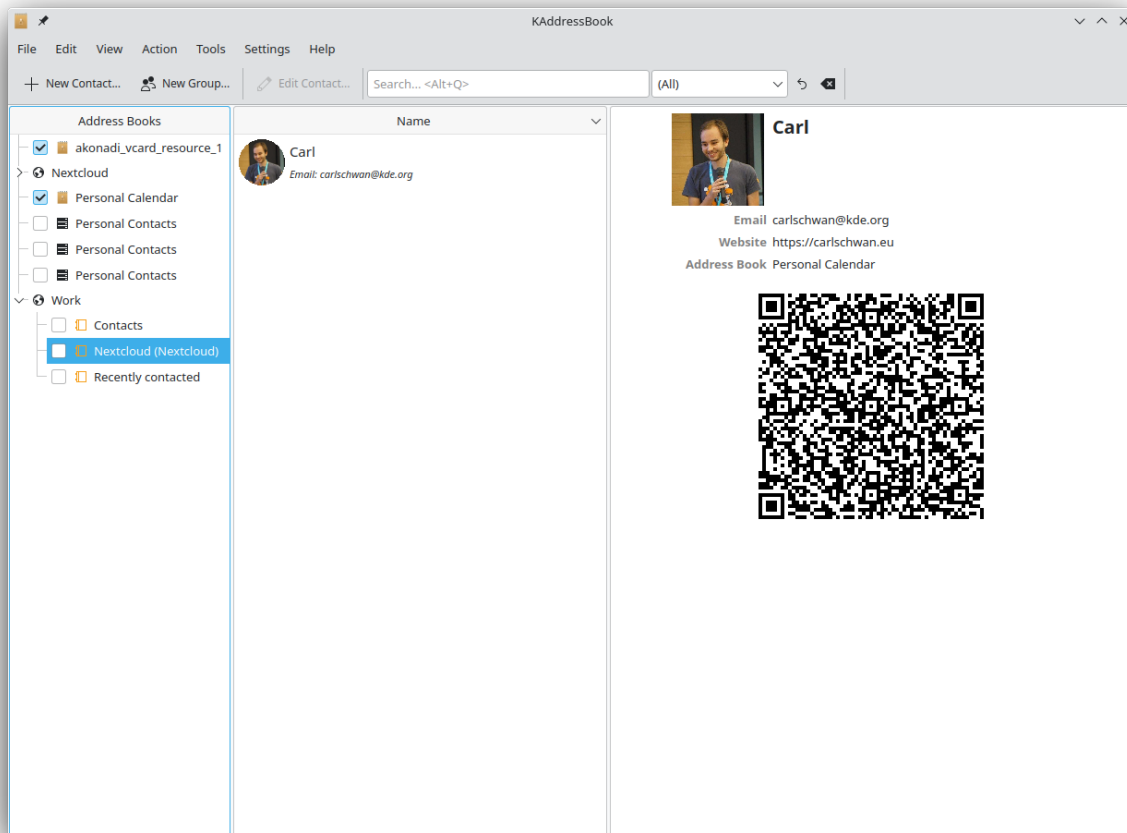 KAddressBook
File Edit View Action Tools Settings Help
New Contact... New Group... Edit Contact... Search... <Alt+Q> (All)
Address Books
akonadi_vcard_resource_1
Nextcloud
Personal Calendar
Personal Contacts
Personal Contacts
Personal Contacts
Work
Contacts
Nextcloud (Nextcloud)
Recently contacted
Name
Carl
Email: carlschwan@kde.org
Carl
Email carlschwan@kde.org
Website https://carlschwan.eu
Address Book Personal Calendar